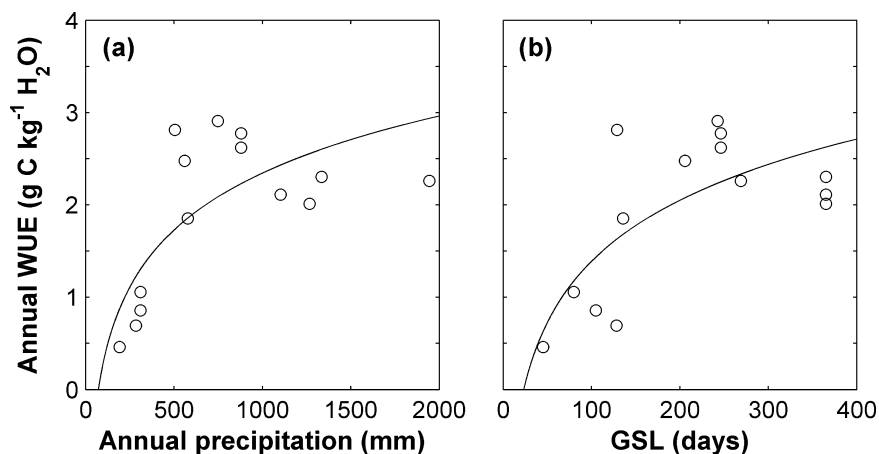 Annual WUE (g C kg⁻¹ H₂O)
4
3
2
1
0
(a)
0 500 1000 1500 2000
Annual precipitation (mm)
(b)
0 100 200 300 400
GSL (days)